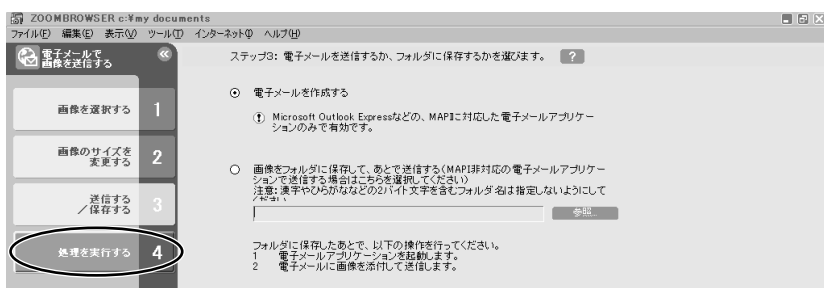 ZOOMBROWSER c:¥my documents
ファイル(F) 編集(E) 表示(V) ツール(T) インターネット(I) ヘルプ(H)
電子メールで
画像を送信する
ステップ3: 電子メールを送信するか、フォルダに保存するかを選びます。 ?
画像を選択する 1
画像のサイズを
変更する 2
送信する
／保存する 3
処理を実行する 4
電子メールを作成する
Microsoft Outlook Expressなどの、MAPIに対応した電子メールアプリケー
ションのみで有効です。
画像をフォルダに保存して、あとで送信する(MAPI非対応の電子メールアプリケー
ションで送信する場合はこちらを選択してください)
注意: 漢字やひらがななどの2バイト文字を含むフォルダ名は指定しないようにして
ください
参照...
フォルダに保存したあとで、以下の操作を行ってください。
1 電子メールアプリケーションを起動します。
2 電子メールに画像を添付して送信します。